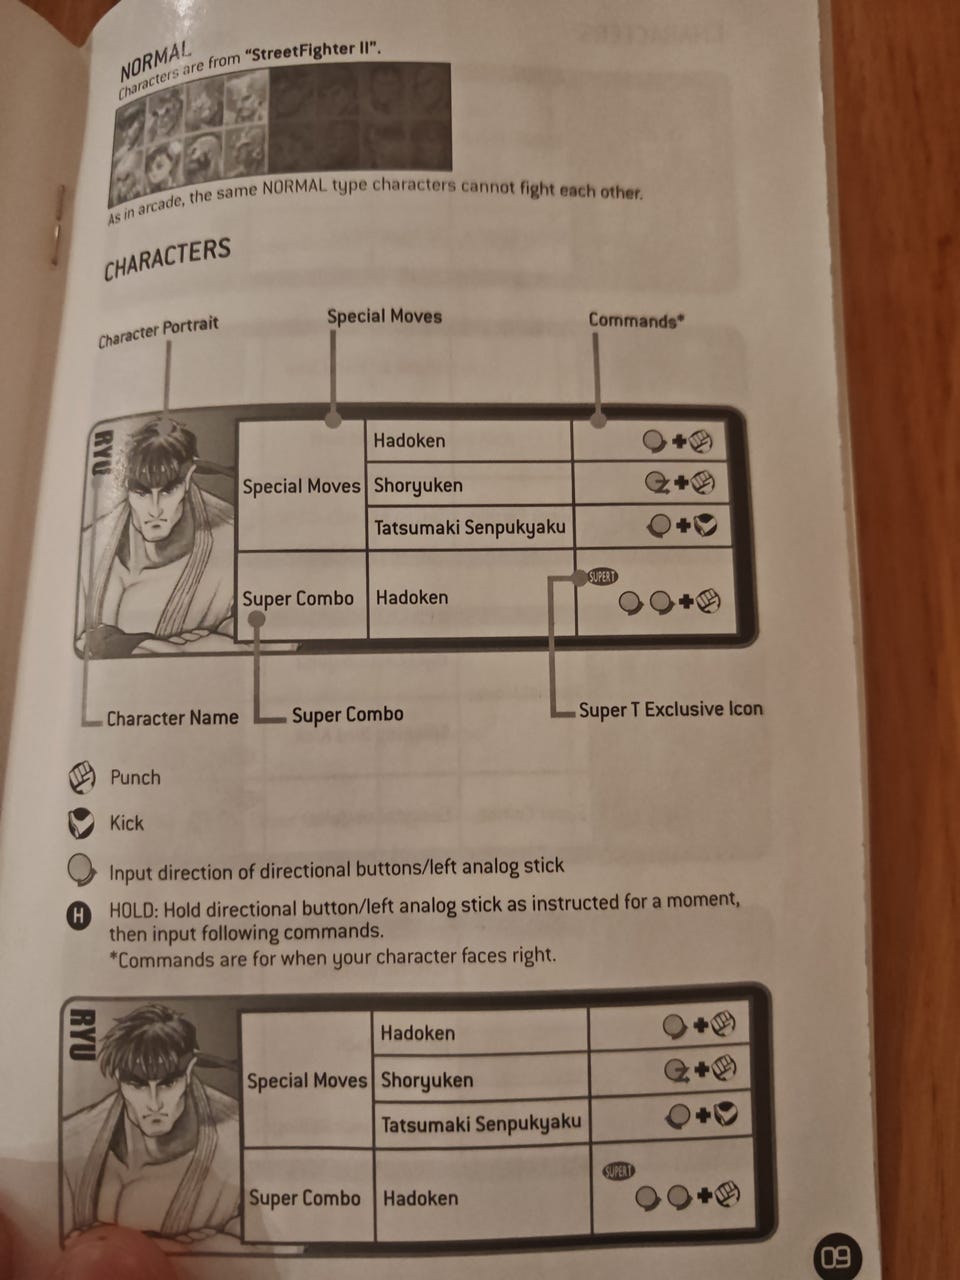 NORMAL
Characters are from "StreetFighter II".
As in arcade, the same NORMAL type characters cannot fight each other.
CHARACTERS
Character Portrait
Special Moves
Commands*
RYU
Special Moves
Hadoken
Shoryuken
Tatsumaki Senpukyaku
Super Combo
Hadoken
SUPER T
Character Name
Super Combo
Super T Exclusive Icon
Punch
Kick
Input direction of directional buttons/left analog stick
H HOLD: Hold directional button/left analog stick as instructed for a moment,
then input following commands.
*Commands are for when your character faces right.
RYU
Special Moves
Hadoken
Shoryuken
Tatsumaki Senpukyaku
Super Combo
Hadoken
SUPER T
09